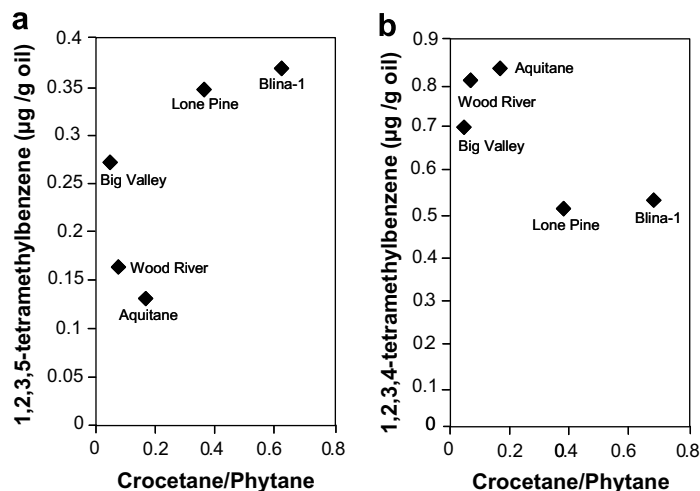 a
1,2,3,5-tetramethylbenzene (µg /g oil)
0.4
0.35
0.3
0.25
0.2
0.15
0.1
0.05
0
Blina-1
Lone Pine
Big Valley
Wood River
Aquitane
0
0.2
0.4
0.6
0.8
Crocetane/Phytane
b
1,2,3,4-tetramethylbenzene (µg /g oil)
0.9
0.8
0.7
0.6
0.5
0.4
0.3
0.2
0.1
0
Aquitane
Wood River
Big Valley
Lone Pine
Blina-1
0
0.2
0.4
0.6
0.8
Crocetane/Phytane